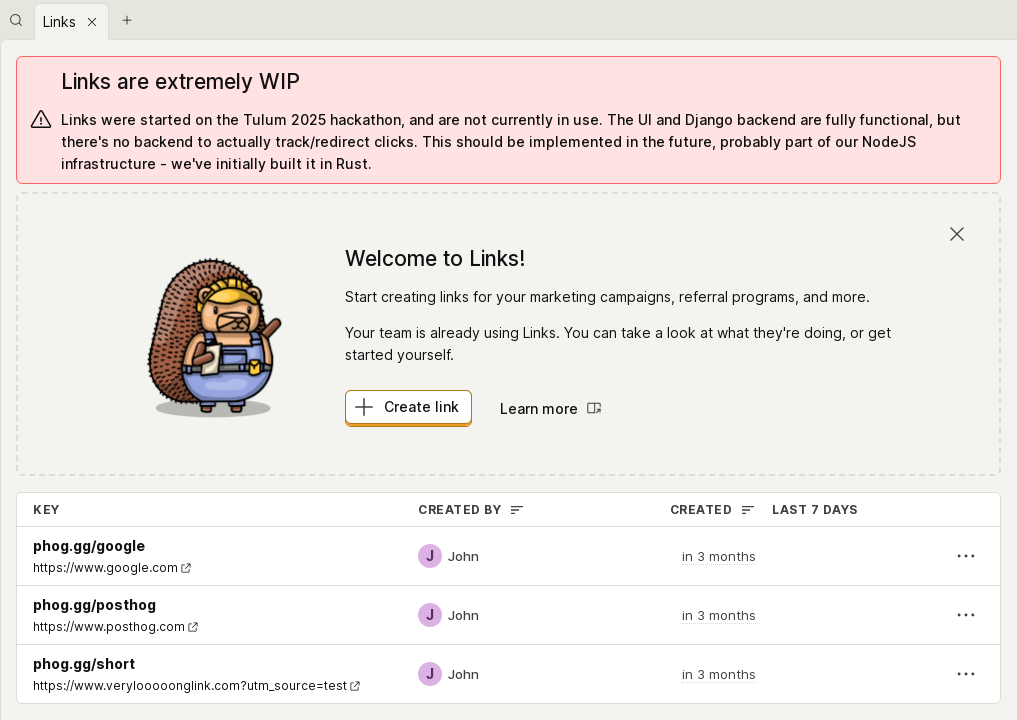 Links
Links are extremely WIP
Links were started on the Tulum 2025 hackathon, and are not currently in use. The UI and Django backend are fully functional, but
there's no backend to actually track/redirect clicks. This should be implemented in the future, probably part of our NodeJS
infrastructure - we've initially built it in Rust.
Welcome to Links!
Start creating links for your marketing campaigns, referral programs, and more.
Your team is already using Links. You can take a look at what they're doing, or get
started yourself.
Create link Learn more
KEY CREATED BY CREATED LAST 7 DAYS
phog.gg/google
https://www.google.com
J John in 3 months
phog.gg/posthog
https://www.posthog.com
J John in 3 months
phog.gg/short
https://www.verylooooonglink.com?utm_source=test
J John in 3 months